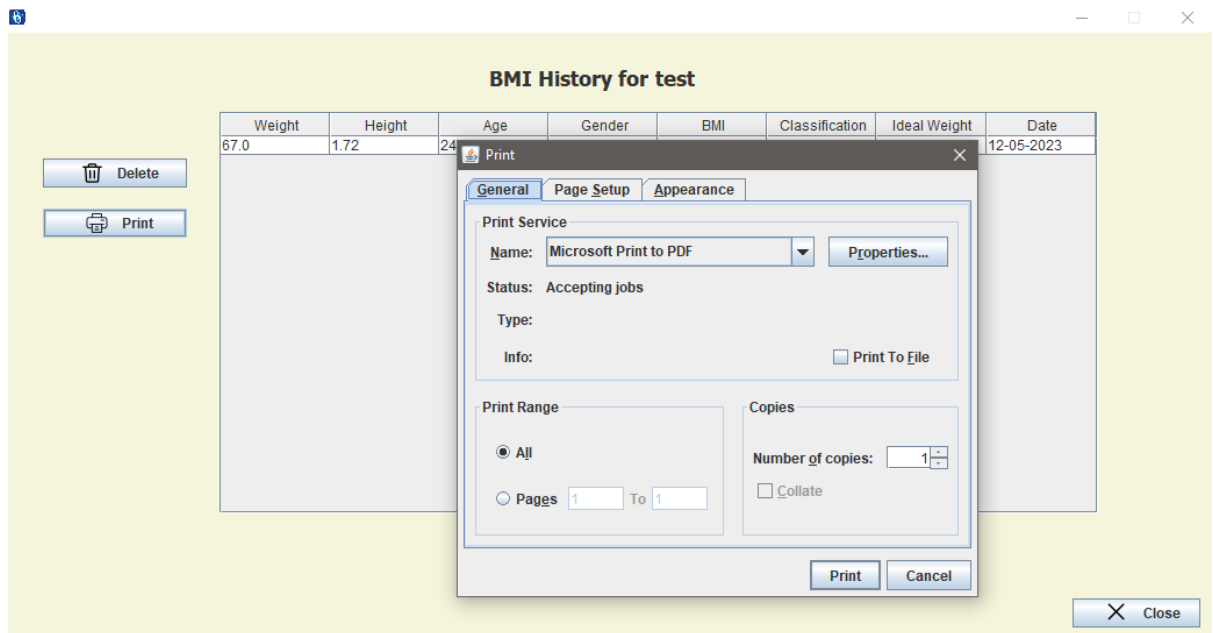 BMI History for test
Weight Height Age Gender BMI Classification Ideal Weight Date
67.0 1.72 24 12-05-2023
Delete
Print
Print
General Page Setup Appearance
Print Service
Name: Microsoft Print to PDF Properties...
Status: Accepting jobs
Type:
Info: Print To File
Print Range Copies
All
Number of copies: 1
Pages 1 To 1 Collate
Print Cancel
Close